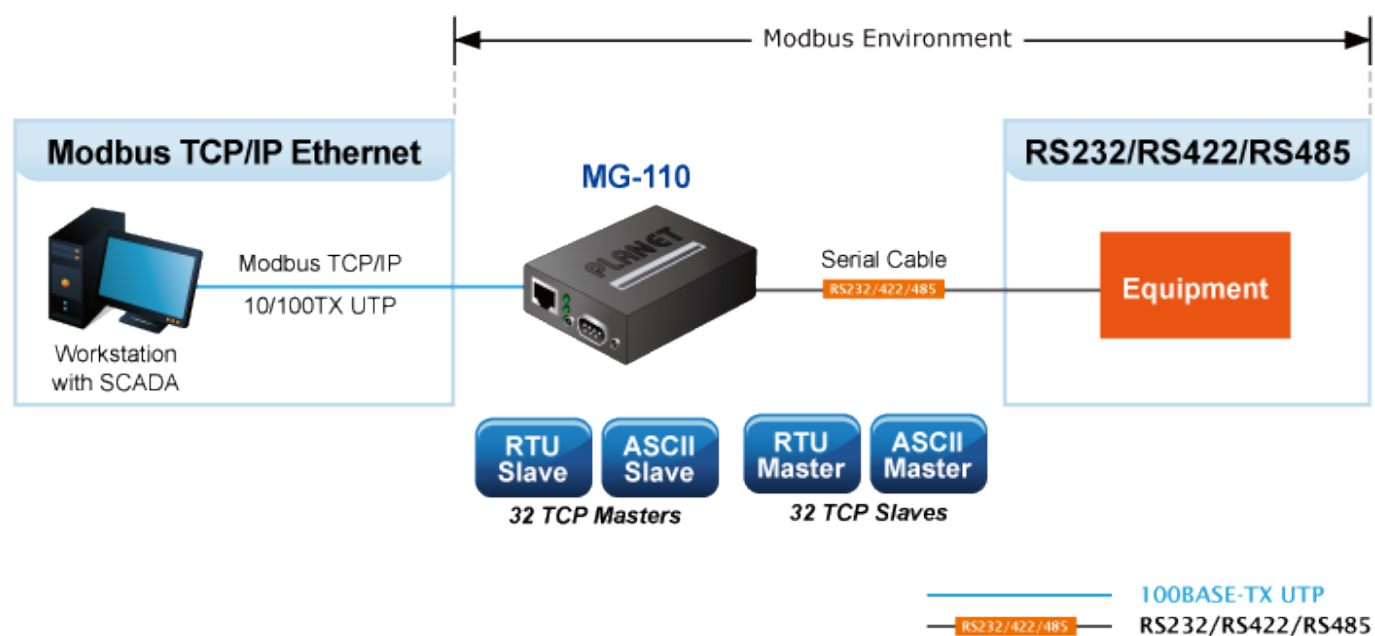 Modbus Environment
Modbus TCP/IP Ethernet
RS232/RS422/RS485
MG-110
PLANET
Modbus TCP/IP
10/100TX UTP
Workstation
with SCADA
Serial Cable
RS232/422/485
Equipment
RTU
Slave
ASCII
Slave
RTU
Master
ASCII
Master
32 TCP Masters
32 TCP Slaves
100BASE-TX UTP
RS232/422/485
RS232/RS422/RS485